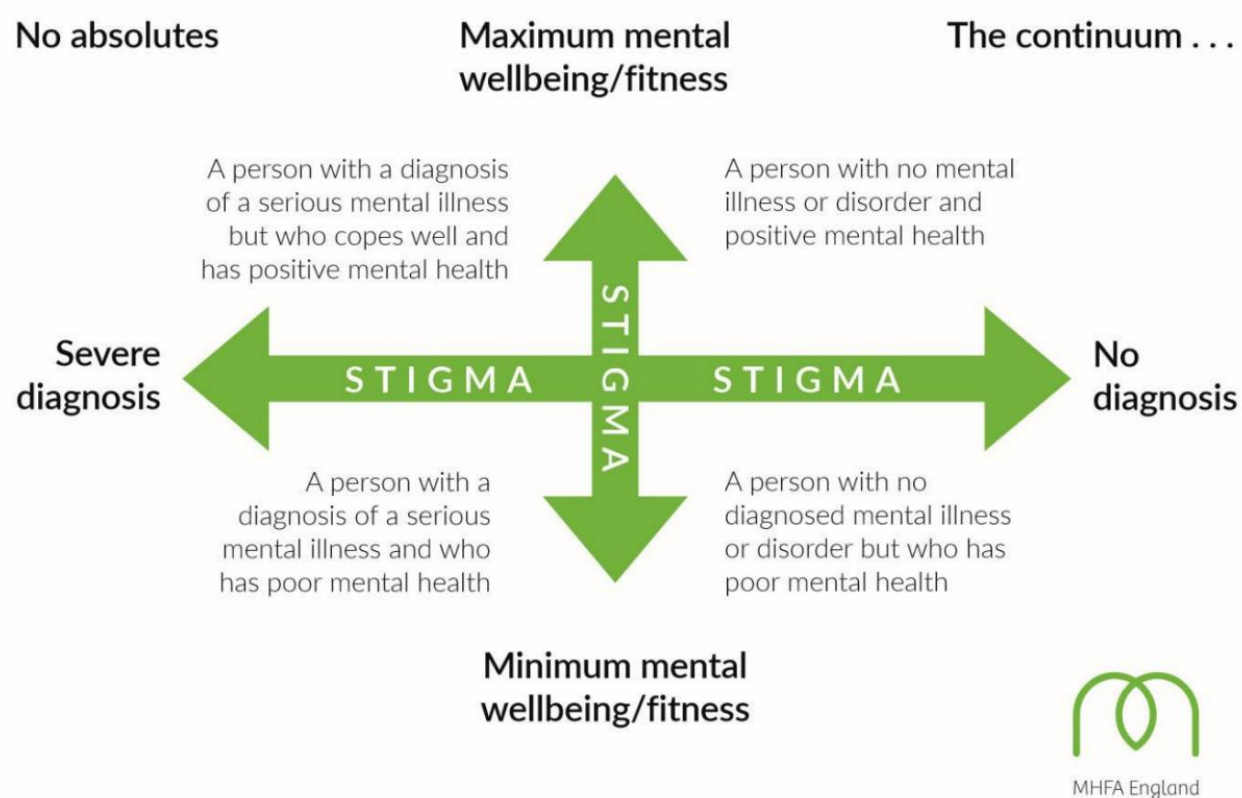 No absolutes
Maximum mental
wellbeing/fitness
The continuum . . .
A person with a diagnosis
of a serious mental illness
but who copes well and
has positive mental health
A person with no mental
illness or disorder and
positive mental health
Severe
diagnosis
STIGMA
STIGMA
STIGMA
No
diagnosis
A person with a
diagnosis of a serious
mental illness and who
has poor mental health
A person with no
diagnosed mental illness
or disorder but who has
poor mental health
Minimum mental
wellbeing/fitness
MHFA England